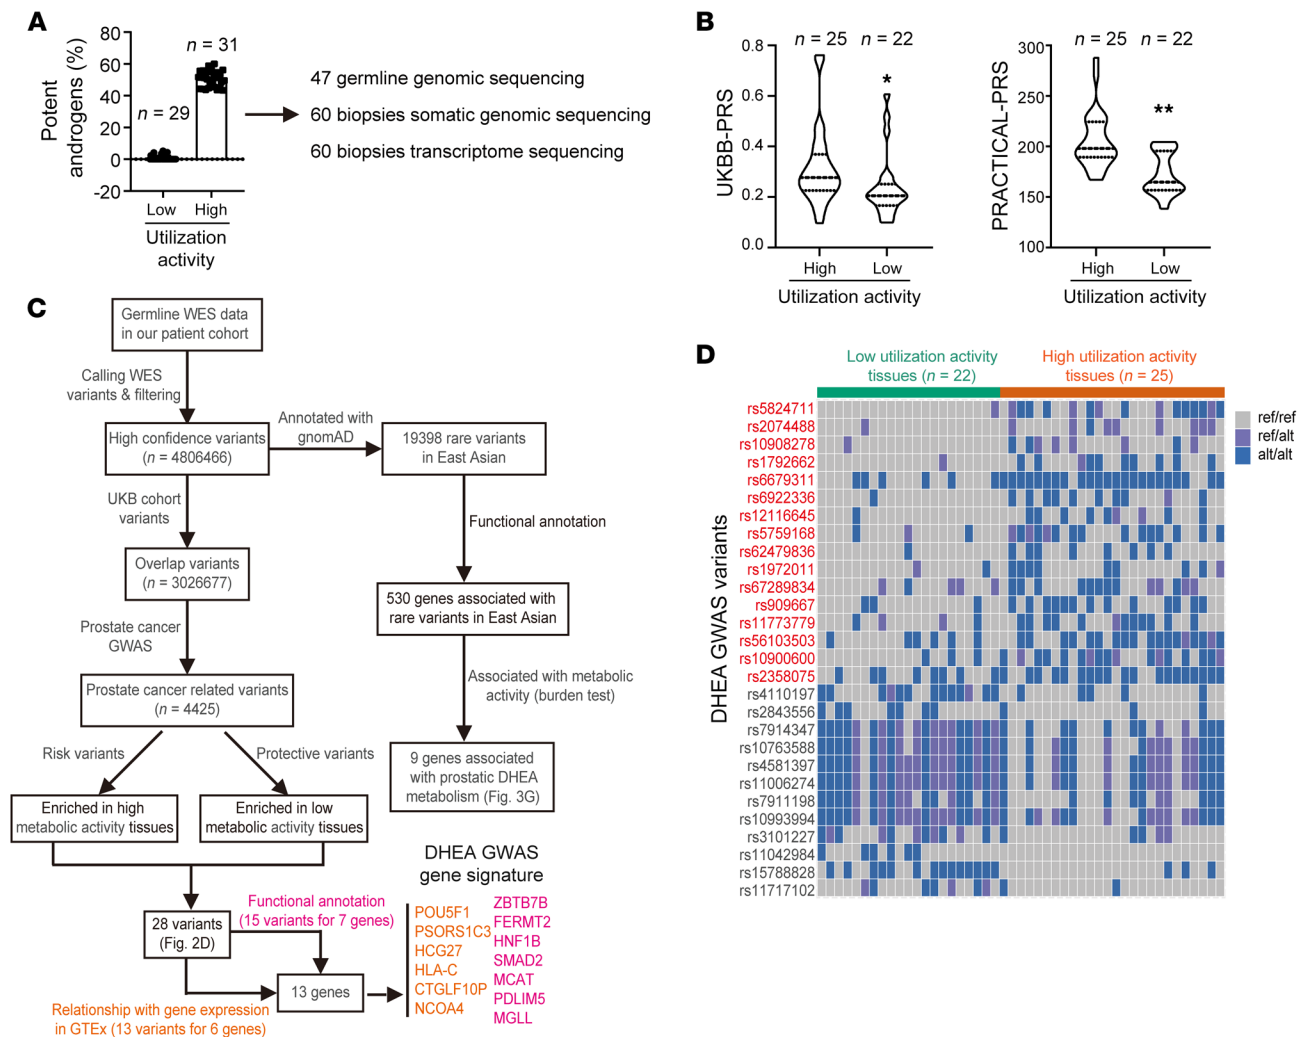 A
80
60
40
20
0
-20
Potent
androgens (%)
n = 31
n = 29
Low
High
Utilization
activity
47 germline genomic sequencing
60 biopsies somatic genomic sequencing
60 biopsies transcriptome sequencing
B
0.8
0.6
0.4
0.2
0.0
UKBB-PRS
n = 25
n = 22
*
High
Low
Utilization activity
300
250
200
150
100
PRACTICAL-PRS
n = 25
n = 22
**
High
Low
Utilization activity
C
Germline WES data
in our patient cohort
Calling WES
variants & filtering
High confidence variants
(n = 4806466)
Annotated with
gnomAD
19398 rare variants
in East Asian
UKB cohort
variants
Functional annotation
Overlap variants
(n = 3026677)
530 genes associated with
rare variants in East Asian
Prostate cancer
GWAS
Associated with metabolic
activity (burden test)
Prostate cancer related variants
(n = 4425)
Risk variants
Protective variants
9 genes associated
with prostatic DHEA
metabolism (Fig. 3G)
Enriched in high
metabolic activity tissues
Enriched in low
metabolic activity tissues
28 variants
(Fig. 2D)
Functional annotation
(15 variants for 7 genes)
13 genes
Relationship with gene expression
in GTEx (13 variants for 6 genes)
DHEA GWAS
gene signature
POU5F1
PSORS1C3
HCG27
HLA-C
CTGLF10P
NCOA4
ZBTB7B
FERMT2
HNF1B
SMAD2
MCAT
PDLIM5
MGLL
D
Low utilization activity
tissues (n = 22)
High utilization activity
tissues (n = 25)
DHEA GWAS variants
rs5824711
rs2074488
rs10908278
rs1792662
rs6679311
rs6922336
rs12116645
rs5759168
rs62479836
rs1972011
rs67289834
rs909667
rs11773779
rs56103503
rs10900600
rs2358075
rs4110197
rs2843556
rs7914347
rs10763588
rs4581397
rs11006274
rs7911198
rs10993994
rs3101227
rs11042984
rs15788828
rs11717102
ref/ref
ref/alt
alt/alt